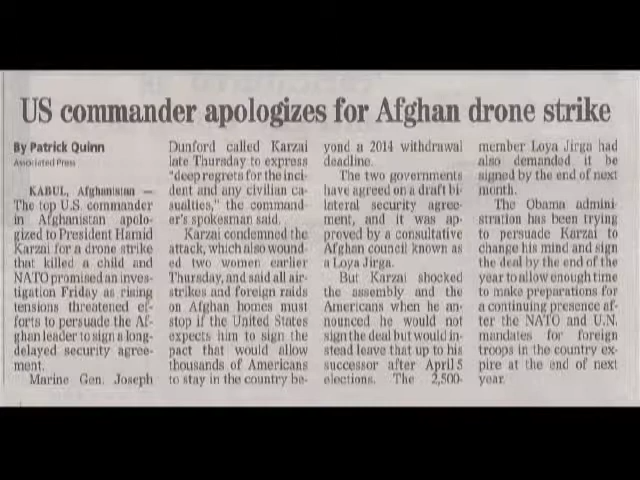 US commander apologizes for Afghan drone strike
By Patrick Quinn
Associated Press
KABUL, Afghanistan —
The top U.S. commander
in Afghanistan apolo-
gized to President Hamid
Karzai for a drone strike
that killed a child and
NATO promised an inves-
tigation Friday as rising
tensions threatened ef-
forts to persuade the Af-
ghan leader to sign a long-
delayed security agree-
ment.
Marine Gen. Joseph
Dunford called Karzai
late Thursday to express
"deep regrets for the inci-
dent and any civilian ca-
sualties," the command-
er's spokesman said.
Karzai condemned the
attack, which also wound-
ed two women earlier
Thursday, and said all air-
strikes and foreign raids
on Afghan homes must
stop if the United States
expects him to sign the
pact that would allow
thousands of Americans
to stay in the country be-
yond a 2014 withdrawal
deadline.
The two governments
have agreed on a draft bi-
lateral security agree-
ment, and it was ap-
proved by a consultative
Afghan council known as
a Loya Jirga.
But Karzai shocked
the assembly and the
Americans when he an-
nounced he would not
sign the deal but would in-
stead leave that up to his
successor after April 5
elections. The 2,500-
member Loya Jirga had
also demanded it be
signed by the end of next
month.
The Obama admini-
stration has been trying
to persuade Karzai to
change his mind and sign
the deal by the end of the
year to allow enough time
to make preparations for
a continuing presence af-
ter the NATO and U.N.
mandates for foreign
troops in the country ex-
pire at the end of next
year.